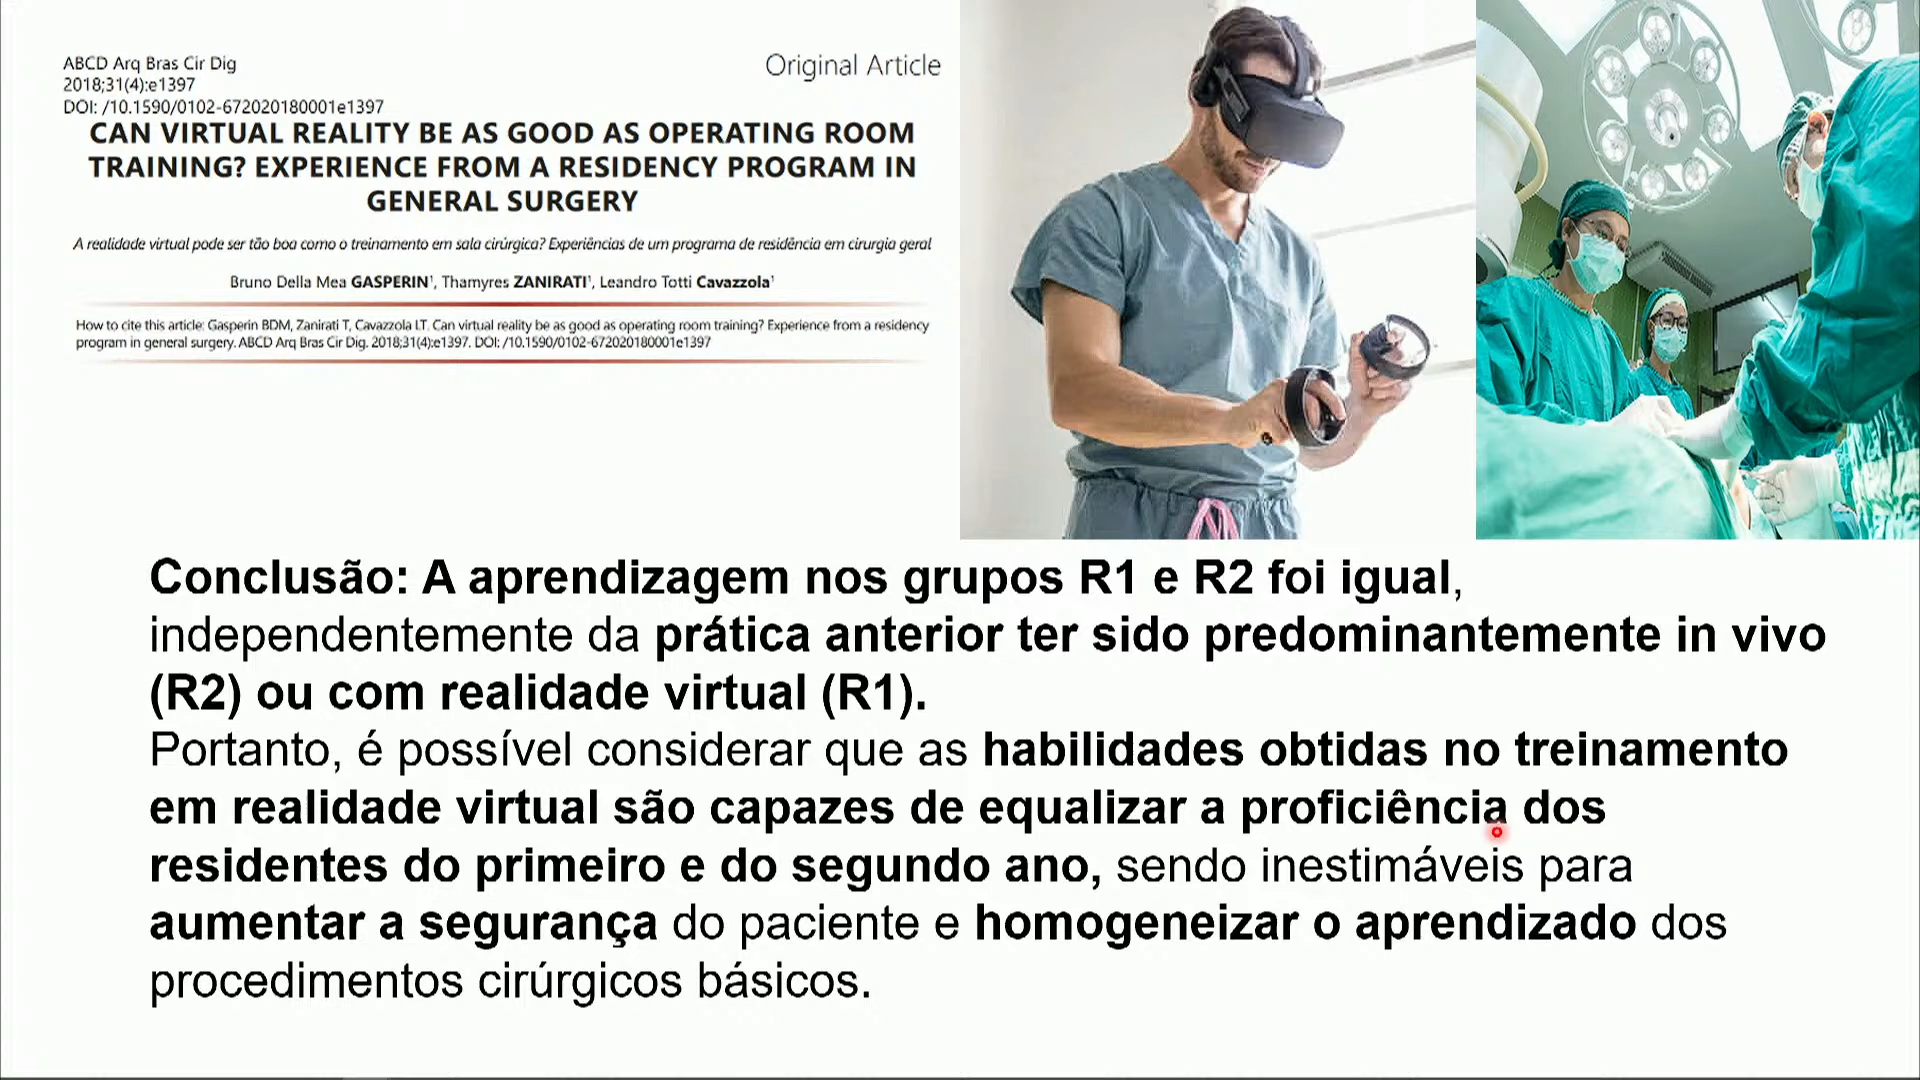 ABCD Arq Bras Cir Dig
2018;31(4):e1397
DOI: /10.1590/0102-672020180001e1397
Original Article
CAN VIRTUAL REALITY BE AS GOOD AS OPERATING ROOM
TRAINING? EXPERIENCE FROM A RESIDENCY PROGRAM IN
GENERAL SURGERY
A realidade virtual pode ser tão boa como o treinamento em sala cirúrgica? Experiências de um programa de residência em cirurgia geral
Bruno Della Mea GASPERIN¹, Thamyres ZANIRATI¹, Leandro Totti Cavazzola¹
How to cite this article: Gasperin BDM, Zanirati T, Cavazzola LT. Can virtual reality be as good as operating room training? Experience from a residency
program in general surgery. ABCD Arq Bras Cir Dig. 2018;31(4):e1397. DOI: /10.1590/0102-672020180001e1397
Conclusão: A aprendizagem nos grupos R1 e R2 foi igual,
independentemente da prática anterior ter sido predominantemente in vivo
(R2) ou com realidade virtual (R1).
Portanto, é possível considerar que as habilidades obtidas no treinamento
em realidade virtual são capazes de equalizar a proficiência dos
residentes do primeiro e do segundo ano, sendo inestimáveis para
aumentar a segurança do paciente e homogeneizar o aprendizado dos
procedimentos cirúrgicos básicos.